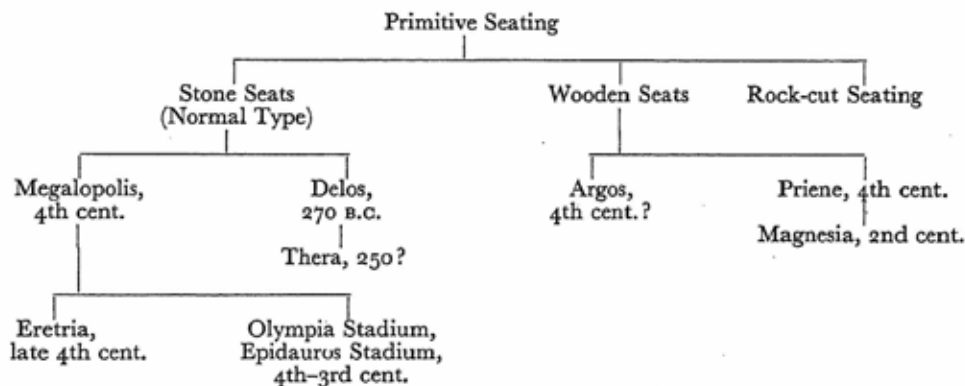 Primitive Seating
Stone Seats
(Normal Type)
Wooden Seats
Rock-cut Seating
Megalopolis,
4th cent.
Delos,
270 B.C.
Argos,
4th cent.?
Priene, 4th cent.
Thera, 250?
Magnesia, 2nd cent.
Eretria,
late 4th cent.
Olympia Stadium,
Epidauros Stadium,
4th–3rd cent.